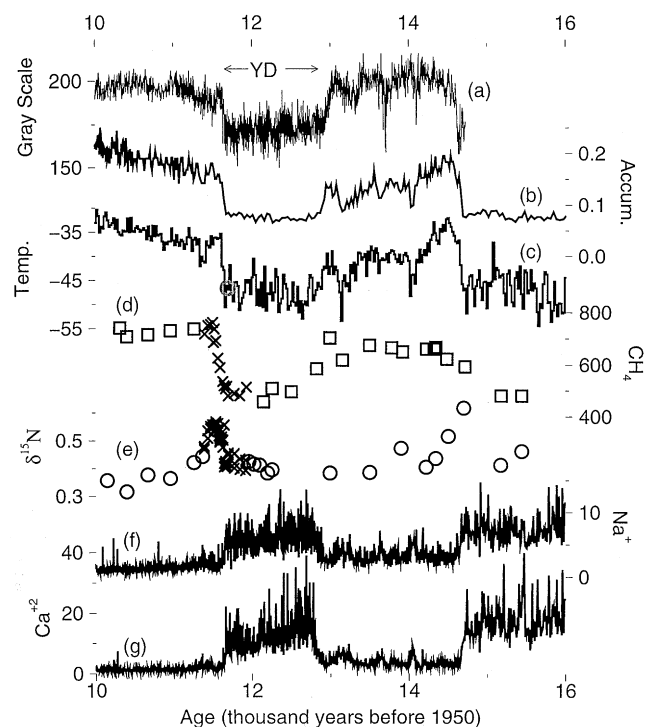 10 12 14 16
YD
200
Gray Scale
(a)
150
0.2
Accum.
0.1
(b)
−35
Temp.
0.0
(c)
−45
800
(d)
−55
CH4
600
400
δ15N
(e)
0.5
0.3
10
Na+
(f)
40
0
Ca+2
20
(g)
0
10 12 14 16
Age (thousand years before 1950)